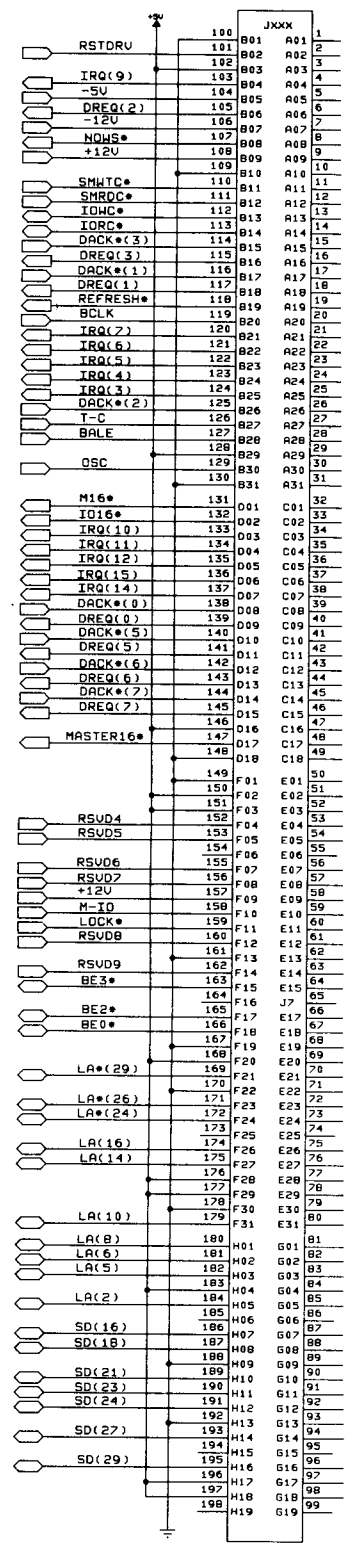 +5V
JXXX
100 B01 A01 1
RSTDRV 101 B02 A02 2
102 B03 A03 3
IRQ(9) 103 B04 A04 4
-5V 104 B05 A05 5
DREQ(2) 105 B06 A06 6
-12V 106 B07 A07 7
NOWS* 107 B08 A08 8
+12V 108 B09 A09 9
109 B10 A10 10
SMWTC* 110 B11 A11 11
SMRDC* 111 B12 A12 12
IOWC* 112 B13 A13 13
IORC* 113 B14 A14 14
DACK*(3) 114 B15 A15 15
DREQ(3) 115 B16 A16 16
DACK*(1) 116 B17 A17 17
DREQ(1) 117 B18 A18 18
REFRESH* 118 B19 A19 19
BCLK 119 B20 A20 20
IRQ(7) 120 B21 A21 21
IRQ(6) 121 B22 A22 22
IRQ(5) 122 B23 A23 23
IRQ(4) 123 B24 A24 24
IRQ(3) 124 B25 A25 25
DACK*(2) 125 B26 A26 26
T-C 126 B27 A27 27
BALE 127 B28 A28 28
128 B29 A29 29
OSC 129 B30 A30 30
130 B31 A31 31
M16* 131 D01 C01 32
IO16* 132 D02 C02 33
IRQ(10) 133 D03 C03 34
IRQ(11) 134 D04 C04 35
IRQ(12) 135 D05 C05 36
IRQ(15) 136 D06 C06 37
IRQ(14) 137 D07 C07 38
DACK*(0) 138 D08 C08 39
DREQ(0) 139 D09 C09 40
DACK*(5) 140 D10 C10 41
DREQ(5) 141 D11 C11 42
DACK*(6) 142 D12 C12 43
DREQ(6) 143 D13 C13 44
DACK*(7) 144 D14 C14 45
DREQ(7) 145 D15 C15 46
146 D16 C16 47
MASTER16* 147 D17 C17 48
148 D18 C18 49
149 F01 E01 50
150 F02 E02 51
151 F03 E03 52
RSVD4 152 F04 E04 53
RSVD5 153 F05 E05 54
154 F06 E06 55
RSVD6 155 F07 E07 56
RSVD7 156 F08 E08 57
+12V 157 F09 E09 58
M-IO 158 F10 E10 59
LOCK* 159 F11 E11 60
RSVD8 160 F12 E12 61
161 F13 E13 62
RSVD9 162 F14 E14 63
BE3* 163 F15 E15 64
164 F16 J7 65
BE2* 165 F17 E17 66
BE0* 166 F18 E18 67
167 F19 E19 68
168 F20 E20 69
LA*(29) 169 F21 E21 70
170 F22 E22 71
LA*(26) 171 F23 E23 72
LA*(24) 172 F24 E24 73
173 F25 E25 74
LA(16) 174 F26 E26 75
LA(14) 175 F27 E27 76
176 F28 E28 77
177 F29 E29 78
178 F30 E30 79
LA(10) 179 F31 E31 80
LA(8) 180 H01 G01 81
LA(6) 181 H02 G02 82
LA(5) 182 H03 G03 83
183 H04 G04 84
LA(2) 184 H05 G05 85
185 H06 G06 86
SD(16) 186 H07 G07 87
SD(18) 187 H08 G08 88
188 H09 G09 89
SD(21) 189 H10 G10 90
SD(23) 190 H11 G11 91
SD(24) 191 H12 G12 92
192 H13 G13 93
SD(27) 193 H14 G14 94
194 H15 G15 95
SD(29) 195 H16 G16 96
196 H17 G17 97
197 H18 G18 98
198 H19 G19 99